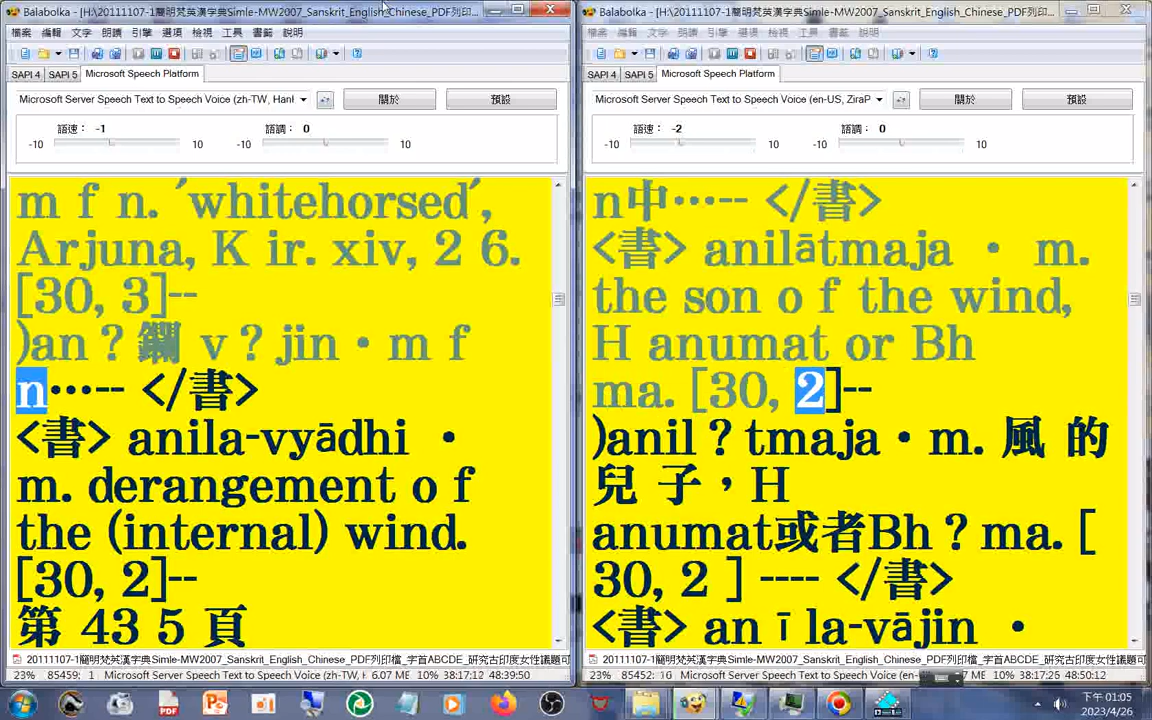 Balabolka - [H:\20111107-1簡明梵英漢字典Simle-MW2007_Sanskrit_English_Chinese_PDF列印...
檔案 編輯 文字 朗讀 引擎 選項 檢視 工具 書籤 說明
SAPI 4 SAPI 5 Microsoft Speech Platform
Microsoft Server Speech Text to Speech Voice (zh-TW, Hanl
關於 預設
語速： -1 語調： 0
-10 10 -10 10
m f n. 'whitehorsed',
Arjuna, K ir. xiv, 2 6.
[30, 3]--
)an？鑭 v？jin‧m f
n…‧-- </書>
<書> anila-vyādhi ‧
m. derangement o f
the (internal) wind.
[30, 2]--
第 43 5 頁
20111107-1簡明梵英漢字典Simle-MW2007_Sanskrit_English_Chinese_PDF列印檔_字首ABCDE_研究古印度女性議題可
23% 85459: 1 Microsoft Server Speech Text to Speech Voice (zh-TW, H 6.07 ME 10% 38:17:12 48:39:50
Balabolka - [H:\20111107-1簡明梵英漢字典Simle-MW2007_Sanskrit_English_Chinese_PDF列印...
檔案 編輯 文字 朗讀 引擎 選項 檢視 工具 書籤 說明
SAPI 4 SAPI 5 Microsoft Speech Platform
Microsoft Server Speech Text to Speech Voice (en-US, ZiraP
關於 預設
語速： -2 語調： 0
-10 10 -10 10
n中…‧-- </書>
<書> anilātmaja ‧ m.
the son o f the wind,
H anumat or Bh
ma. [30, 2]--
)anil？tmaja‧m. 風 的
兒 子，H
anumat或者Bh？ma. [
30, 2 ] ---- </書>
<書> an ī la-vājin ‧
20111107-1簡明梵英漢字典Simle-MW2007_Sanskrit_English_Chinese_PDF列印檔_字首ABCDE_研究古印度女性議題可
23% 85452: 16 Microsoft Server Speech Text to Speech Voice 10% 38:17:25 48:50:12
下午 01:05
2023/4/26